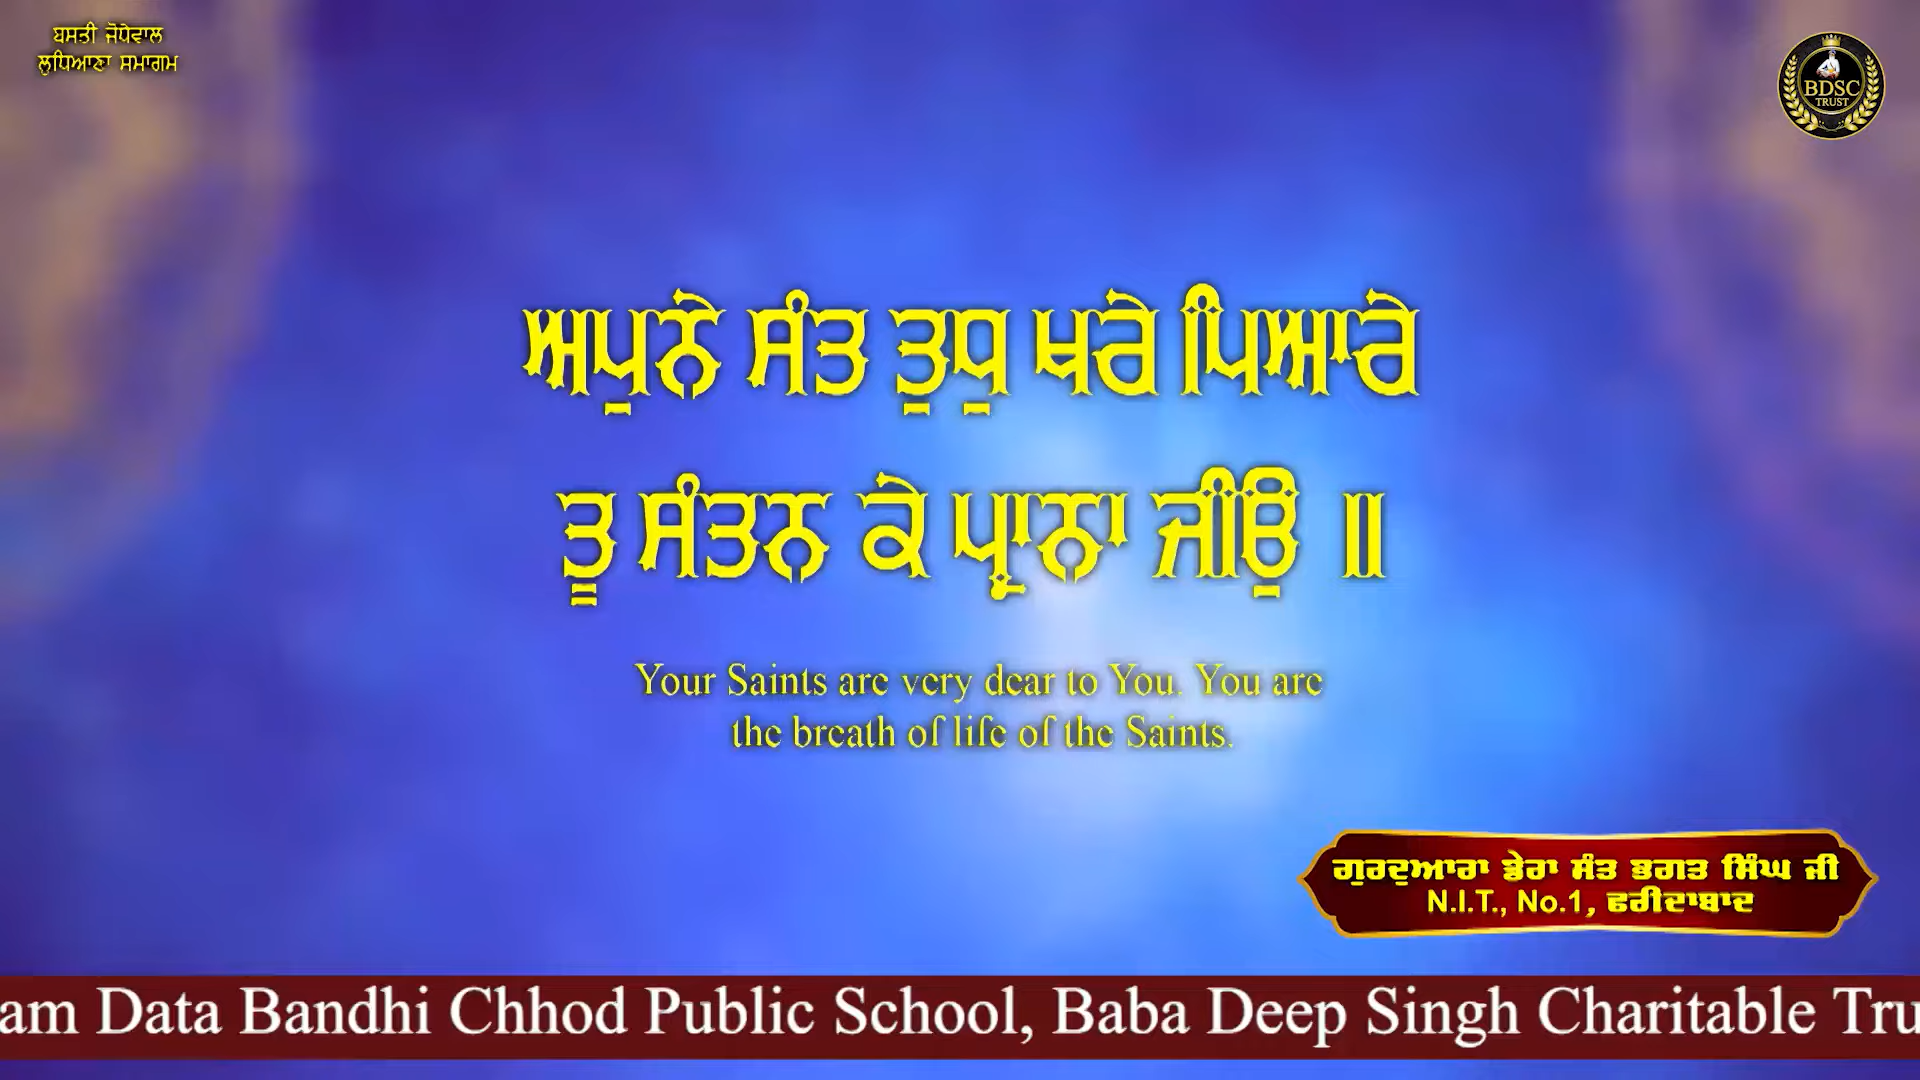 ਬਸਤੀ ਜੋਧੇਵਾਲ
ਲੁਧਿਆਣਾ ਸਮਾਗਮ
BDSC
TRUST
ਅਪੁਨੇ ਸੰਤ ਤੁਧੁ ਖਰੇ ਪਿਆਰੇ
ਤੂ ਸੰਤਨ ਕੇ ਪ੍ਰਾਨਾ ਜੀਉ ॥
Your Saints are very dear to You. You are
the breath of life of the Saints.
ਗੁਰਦੁਆਰਾ ਡੇਰਾ ਸੰਤ ਭਗਤ ਸਿੰਘ ਜੀ
N.I.T., No.1, ਫਰੀਦਾਬਾਦ
am Data Bandhi Chhod Public School, Baba Deep Singh Charitable Tru